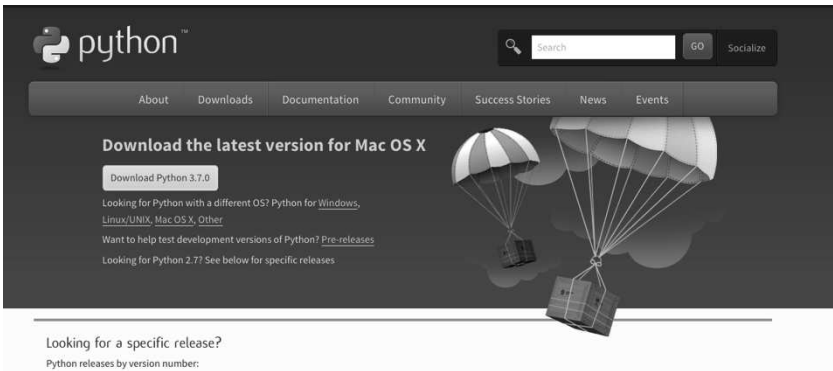 python™
Search
GO
Socialize
About Downloads Documentation Community Success Stories News Events
Download the latest version for Mac OS X
Download Python 3.7.0
Looking for Python with a different OS? Python for Windows,
Linux/UNIX, Mac OS X, Other
Want to help test development versions of Python? Pre-releases
Looking for Python 2.7? See below for specific releases
Looking for a specific release?
Python releases by version number: